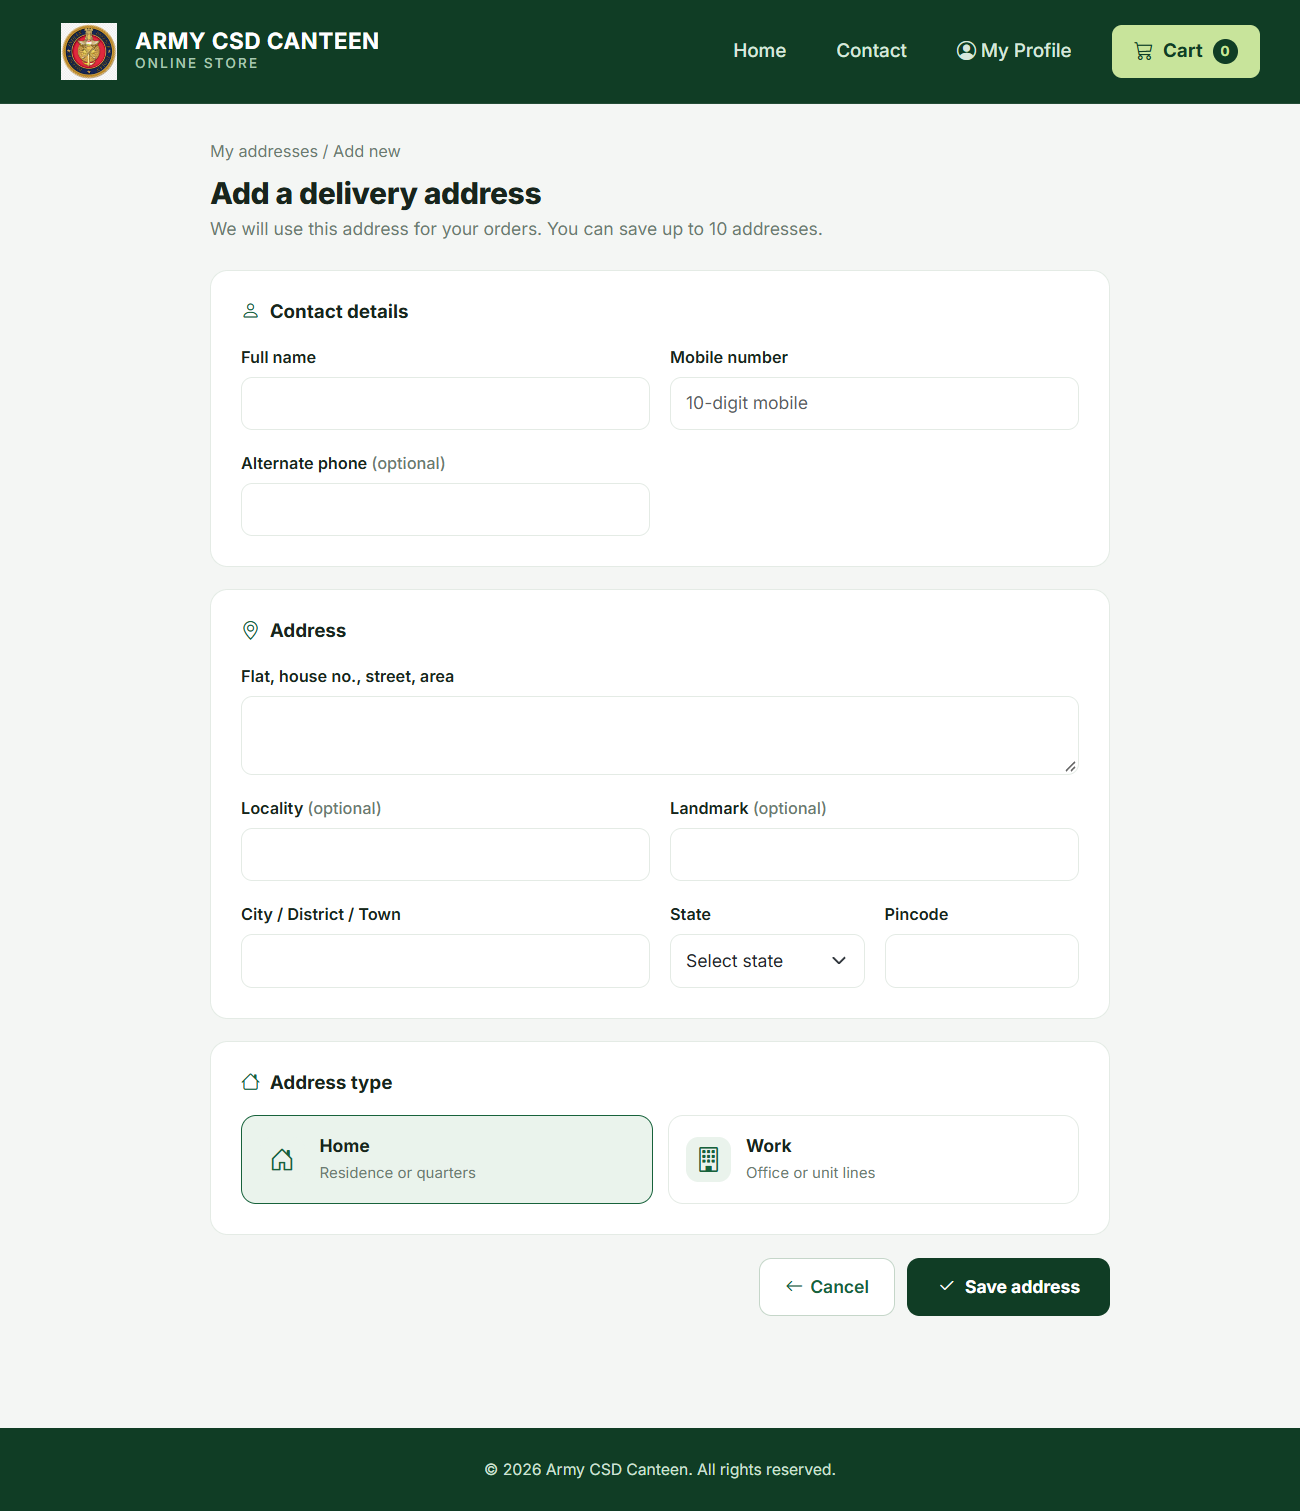 ARMY CSD CANTEEN
ONLINE STORE
Home
Contact
My Profile
Cart 0
My addresses / Add new
Add a delivery address
We will use this address for your orders. You can save up to 10 addresses.
Contact details
Full name
Mobile number
10-digit mobile
Alternate phone (optional)
Address
Flat, house no., street, area
Locality (optional)
Landmark (optional)
City / District / Town
State
Pincode
Select state
Address type
Home
Residence or quarters
Work
Office or unit lines
Cancel
Save address
© 2026 Army CSD Canteen. All rights reserved.